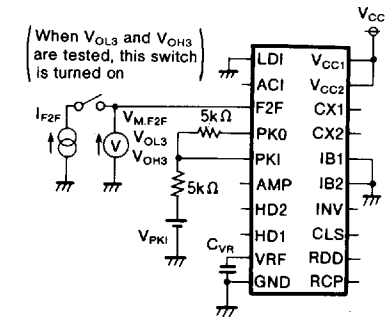 (When VOL3 and VOH3
are tested, this switch
is turned on)
VCC
LDI
VCC1
ACI
VCC2
IF2F
VM.F2F
F2F
CX1
VOL3
5kΩ
PK0
CX2
V
VOH3
PKI
IB1
5kΩ
AMP
IB2
HD2
INV
VPKI
HD1
CLS
CVR
VRF
RDD
GND
RCP